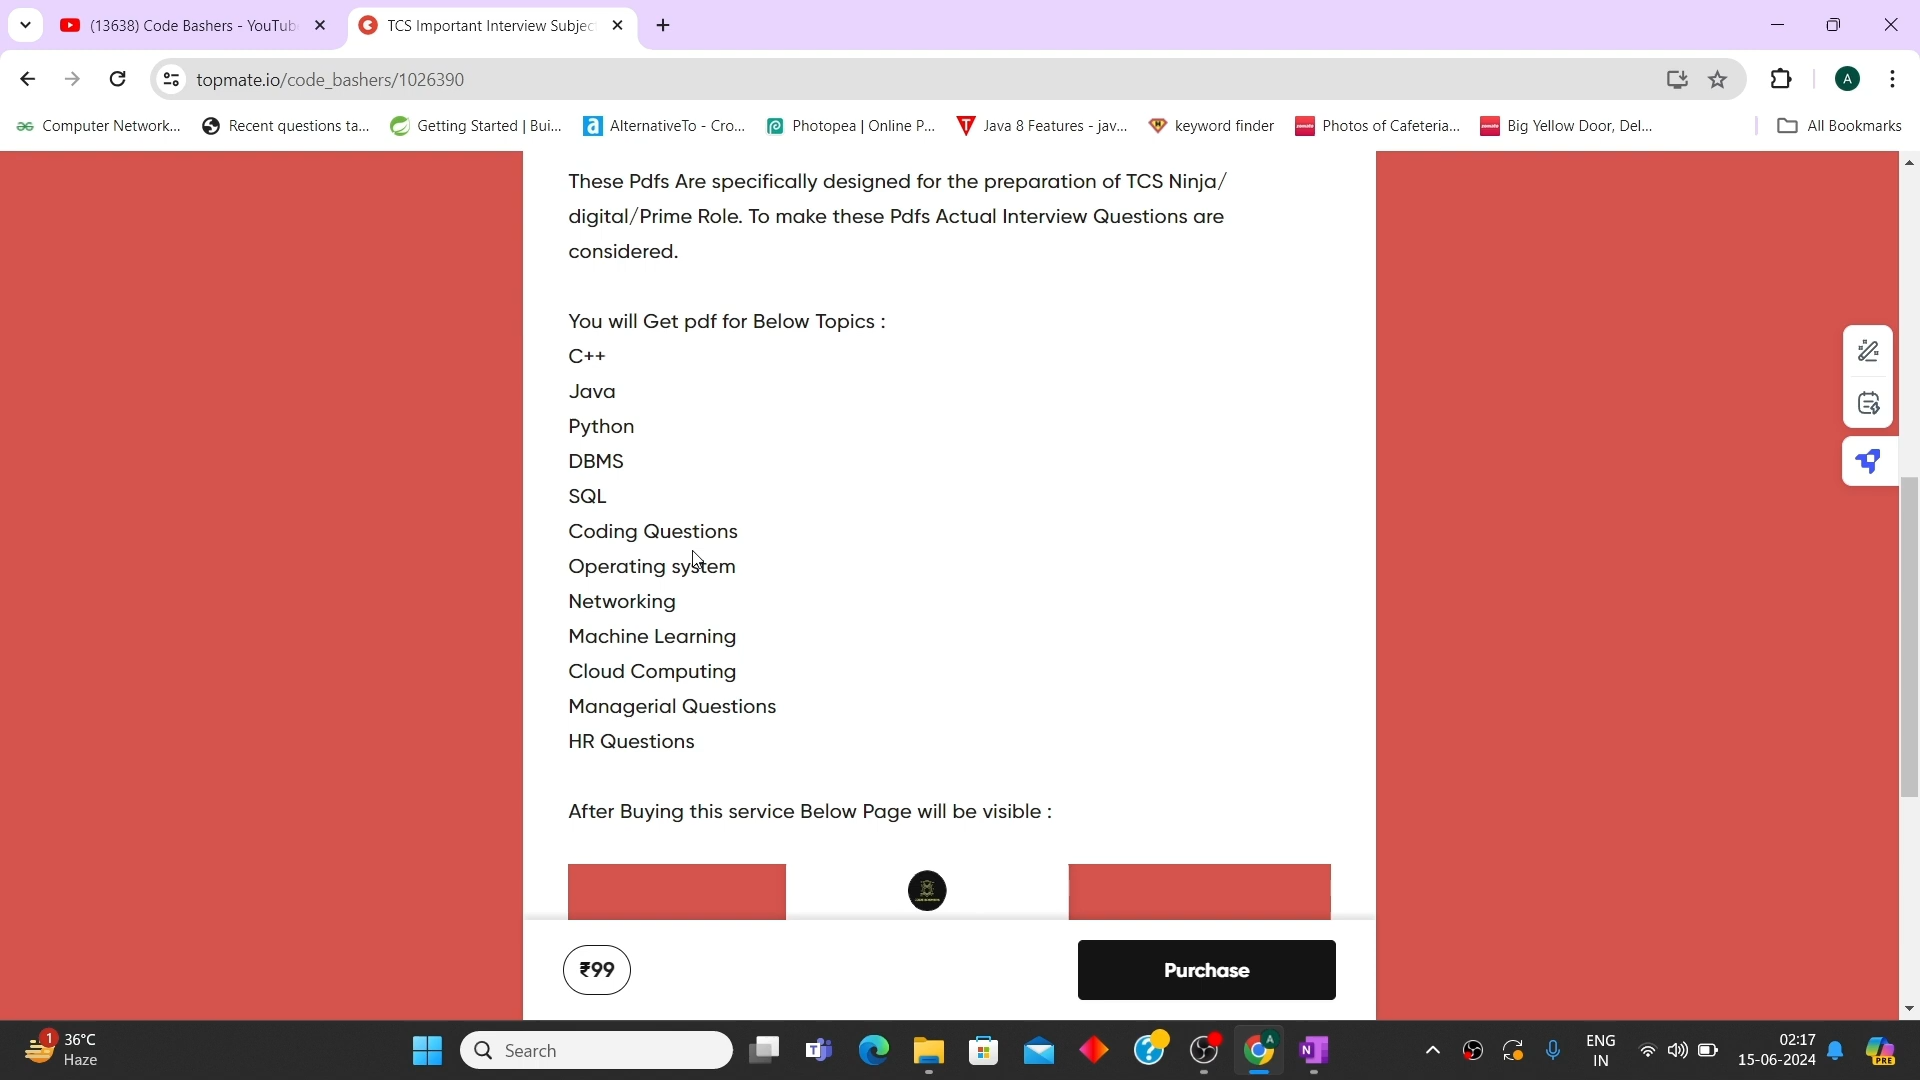 (13638) Code Bashers - YouTub
TCS Important Interview Subjec
topmate.io/code_bashers/1026390
A
Computer Network...
Recent questions ta...
Getting Started | Bui...
AlternativeTo - Cro...
Photopea | Online P...
Java 8 Features - jav...
keyword finder
Photos of Cafeteria...
Big Yellow Door, Del...
All Bookmarks
These Pdfs Are specifically designed for the preparation of TCS Ninja/
digital/Prime Role. To make these Pdfs Actual Interview Questions are
considered.
You will Get pdf for Below Topics :
C++
Java
Python
DBMS
SQL
Coding Questions
Operating system
Networking
Machine Learning
Cloud Computing
Managerial Questions
HR Questions
After Buying this service Below Page will be visible :
₹99
Purchase
1
36°C
Haze
Search
ENG
IN
02:17
15-06-2024
PRE